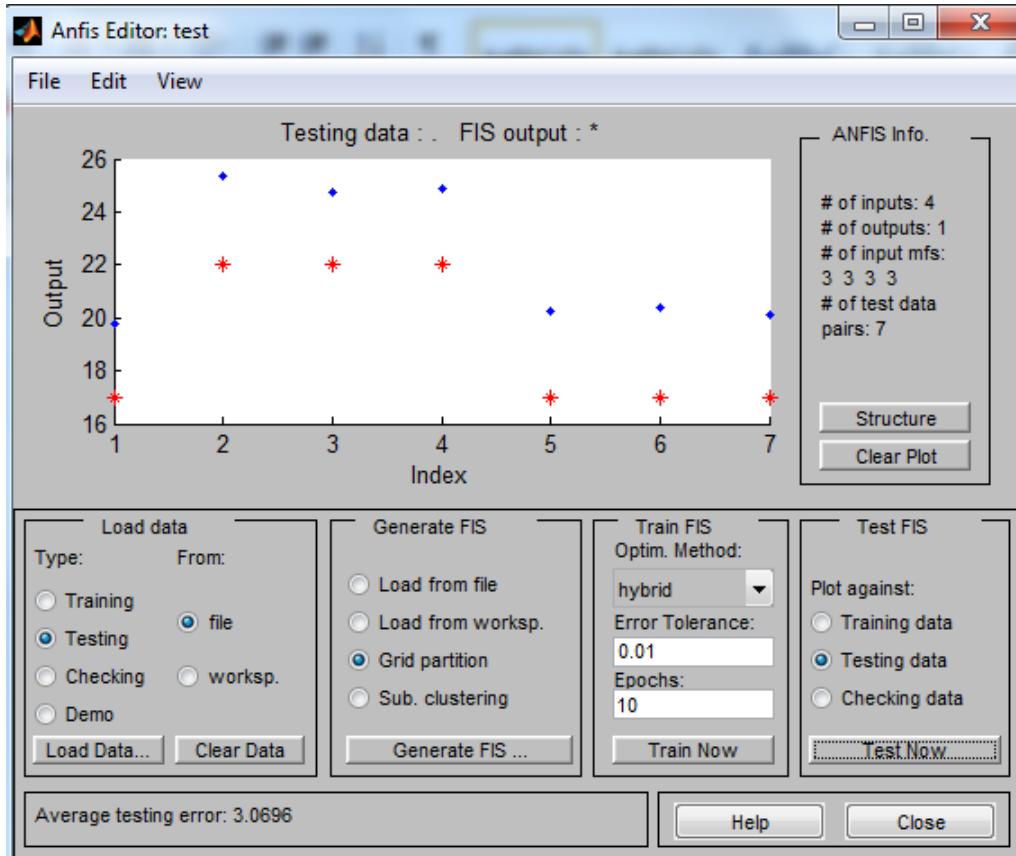 Anfis Editor: test
File Edit View
Testing data : . FIS output : *
26
24
22
20
18
16
Output
1 2 3 4 5 6 7
Index
ANFIS Info.
# of inputs: 4
# of outputs: 1
# of input mfs:
3 3 3 3
# of test data
pairs: 7
Structure
Clear Plot
Load data
Type: From:
Training
Testing
Checking
Demo
file
worksp.
Load Data... Clear Data
Generate FIS
Load from file
Load from worksp.
Grid partition
Sub. clustering
Generate FIS ...
Train FIS
Optim. Method:
hybrid
Error Tolerance:
0.01
Epochs:
10
Train Now
Test FIS
Plot against:
Training data
Testing data
Checking data
Test Now
Average testing error: 3.0696
Help Close